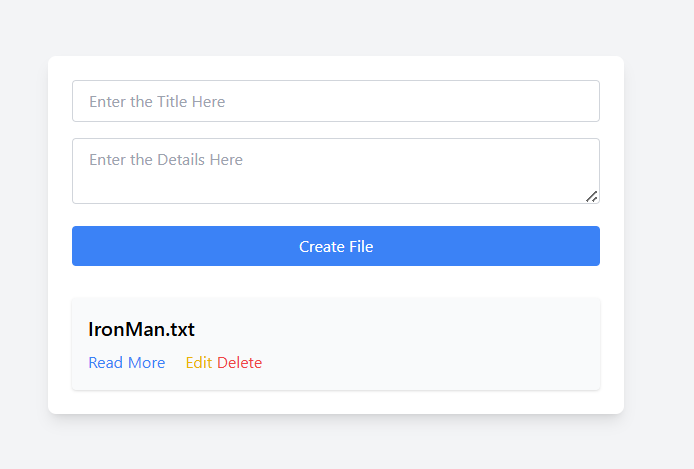 Enter the Title Here
Enter the Details Here
Create File
IronMan.txt
Read More Edit Delete